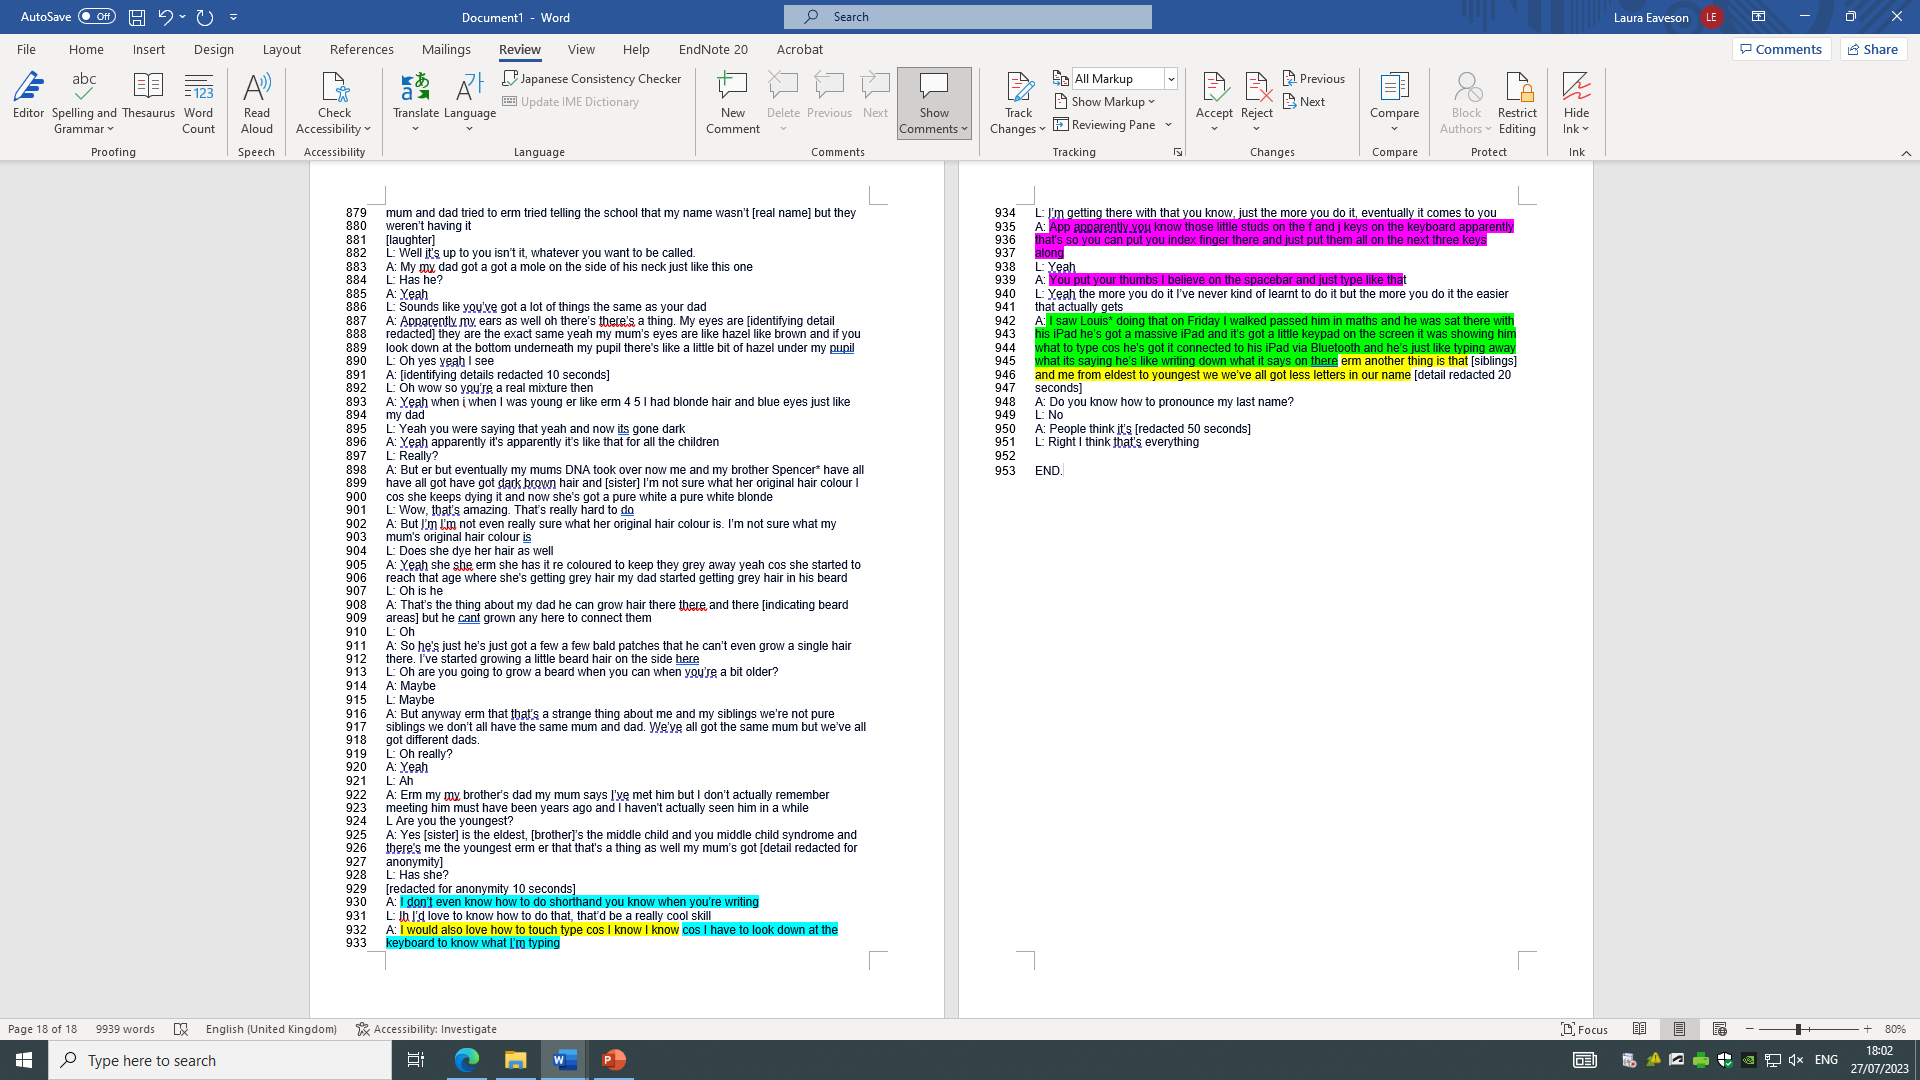 AutoSave Off
Document1 - Word
Search
Laura Eaveson LE
File Home Insert Design Layout References Mailings Review View Help EndNote 20 Acrobat
Comments Share
Editor
Spelling and Grammar
Thesaurus
Word Count
Read Aloud
Check Accessibility
Translate
Language
Japanese Consistency Checker
Update IME Dictionary
New Comment
Delete
Previous
Next
Show Comments
Track Changes
All Markup
Show Markup
Reviewing Pane
Accept
Reject
Previous
Next
Compare
Block Authors
Restrict Editing
Hide Ink
Proofing Speech Accessibility Language Comments Tracking Changes Compare Protect Ink
879 mum and dad tried to erm tried telling the school that my name wasn't [real name] but they
880 weren't having it
881 [laughter]
882 L: Well it's up to you isn't it, whatever you want to be called.
883 A: My my dad got a got a mole on the side of his neck just like this one
884 L: Has he?
885 A: Yeah
886 L: Sounds like you've got a lot of things the same as your dad
887 A: Apparently my ears as well oh there's there's a thing. My eyes are [identifying detail
888 redacted] they are the exact same yeah my mum's eyes are like hazel like brown and if you
889 look down at the bottom underneath my pupil there's like a little bit of hazel under my pupil
890 L: Oh yes yeah I see
891 A: [identifying details redacted 10 seconds]
892 L: Oh wow so you're a real mixture then
893 A: Yeah when i when I was young er like erm 4 5 I had blonde hair and blue eyes just like
894 my dad
895 L: Yeah you were saying that yeah and now its gone dark
896 A: Yeah apparently it's apparently it's like that for all the children
897 L: Really?
898 A: But er but eventually my mums DNA took over now me and my brother Spencer* have all
899 have all got have got dark brown hair and [sister] I'm not sure what her original hair colour I
900 cos she keeps dying it and now she's got a pure white a pure white blonde
901 L: Wow, that's amazing. That's really hard to do
902 A: But I'm I'm not even really sure what her original hair colour is. I'm not sure what my
903 mum's original hair colour is
904 L: Does she dye her hair as well
905 A: Yeah she she erm she has it re coloured to keep they grey away yeah cos she started to
906 reach that age where she's getting grey hair my dad started getting grey hair in his beard
907 L: Oh is he
908 A: That's the thing about my dad he can grow hair there there and there [indicating beard
909 areas] but he cant grown any here to connect them
910 L: Oh
911 A: So he's just he's just got a few a few bald patches that he can't even grow a single hair
912 there. I've started growing a little beard hair on the side here
913 L: Oh are you going to grow a beard when you can when you're a bit older?
914 A: Maybe
915 L: Maybe
916 A: But anyway erm that that's a strange thing about me and my siblings we're not pure
917 siblings we don't all have the same mum and dad. We've all got the same mum but we've all
918 got different dads.
919 L: Oh really?
920 A: Yeah
921 L: Ah
922 A: Erm my my brother's dad my mum says I've met him but I don't actually remember
923 meeting him must have been years ago and I haven't actually seen him in a while
924 L Are you the youngest?
925 A: Yes [sister] is the eldest, [brother]'s the middle child and you middle child syndrome and
926 there's me the youngest erm er that that's a thing as well my mum's got [detail redacted for
927 anonymity]
928 L: Has she?
929 [redacted for anonymity 10 seconds]
930 A: I don't even know how to do shorthand you know when you're writing
931 L: Ih I'd love to know how to do that, that'd be a really cool skill
932 A: I would also love how to touch type cos I know I know cos I have to look down at the
933 keyboard to know what I'm typing
934 L: I'm getting there with that you know, just the more you do it, eventually it comes to you
935 A: App apparently you know those little studs on the f and j keys on the keyboard apparently
936 that's so you can put you index finger there and just put them all on the next three keys
937 along
938 L: Yeah
939 A: You put your thumbs I believe on the spacebar and just type like that
940 L: Yeah the more you do it I've never kind of learnt to do it but the more you do it the easier
941 that actually gets
942 A: I saw Louis* doing that on Friday I walked passed him in maths and he was sat there with
943 his iPad he's got a massive iPad and it's got a little keypad on the screen it was showing him
944 what to type cos he's got it connected to his iPad via Bluetooth and he's just like typing away
945 what its saying he's like writing down what it says on there erm another thing is that [siblings]
946 and me from eldest to youngest we we've all got less letters in our name [detail redacted 20
947 seconds]
948 A: Do you know how to pronounce my last name?
949 L: No
950 A: People think it's [redacted 50 seconds]
951 L: Right I think that's everything
952
953 END.
Page 18 of 18 9939 words English (United Kingdom) Accessibility: Investigate Focus 80%
Type here to search
ENG
18:02
27/07/2023